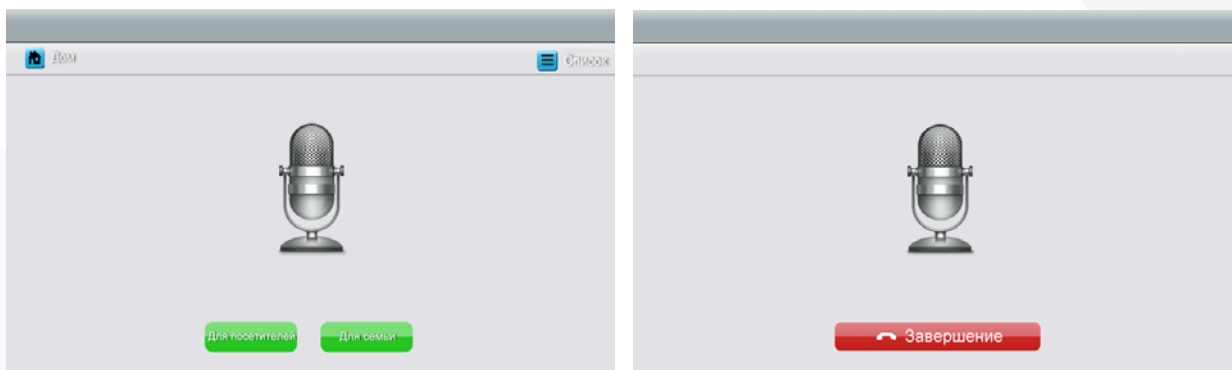 Дом
Список
Для посетителей
Для семьи
Завершение